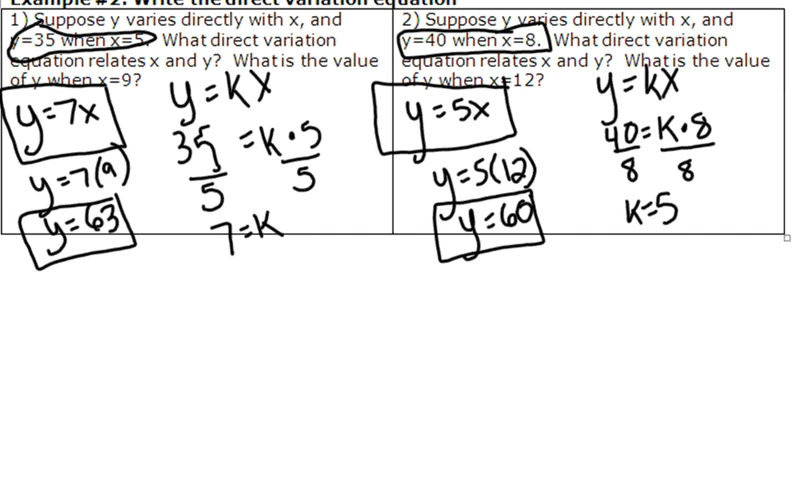 Example #2: Write the direct variation equation
1) Suppose y varies directly with x, and
y=35 when x=5. What direct variation
equation relates x and y? What is the value
of y when x=9?
y=7x
y=7(9)
y=63
y=KX
35=K·5
5 5
7=K
2) Suppose y varies directly with x, and
y=40 when x=8. What direct variation
equation relates x and y? What is the value
of y when x=12?
y=5x
y=5(12)
y=60
y=kX
40=K·8
8 8
K=5